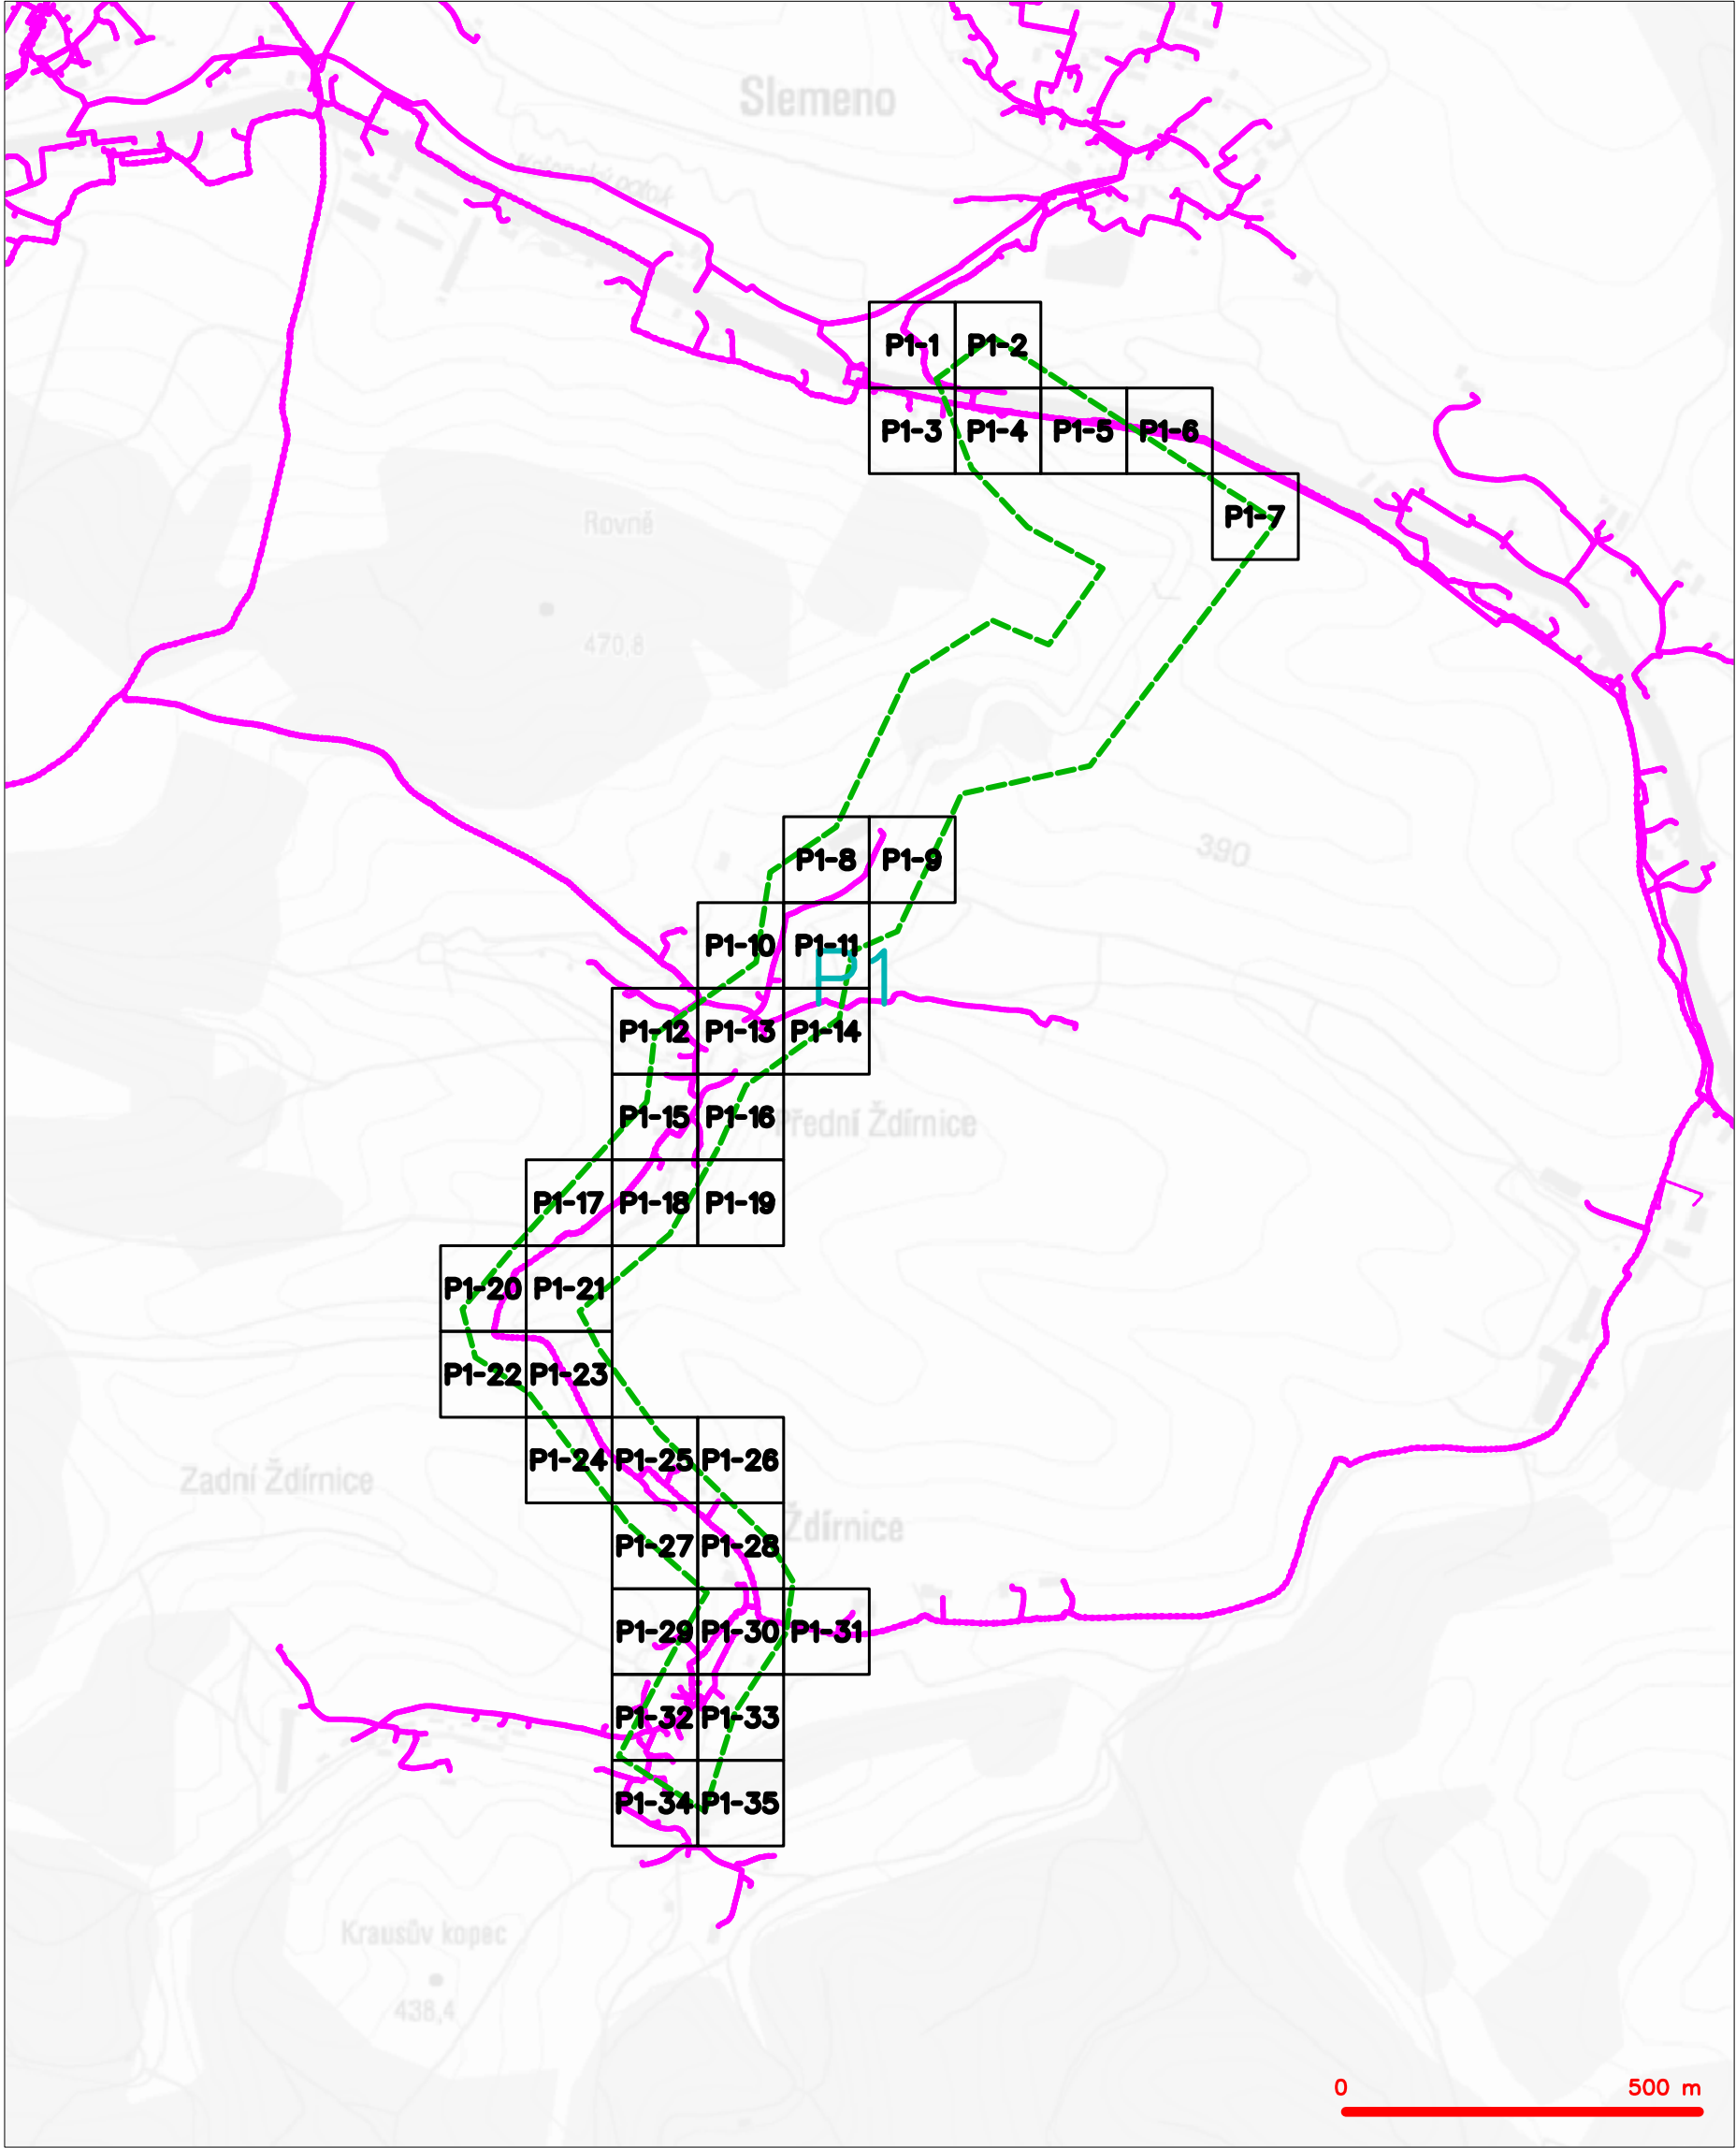 Slemeno
P1-1 P1-2
P1-3 P1-4 P1-5 P1-6
P1-7
Rovně
470,8
P1-8 P1-9
390
P1-10 P1-11
P1
P1-12 P1-13 P1-14
P1-15 P1-16
Přední Ždírnice
P1-17 P1-18 P1-19
P1-20 P1-21
P1-22 P1-23
P1-24 P1-25 P1-26
Zadní Ždírnice
P1-27 P1-28
Ždírnice
P1-29 P1-30 P1-31
P1-32 P1-33
P1-34 P1-35
Krausův kopec
438,4
0 500 m